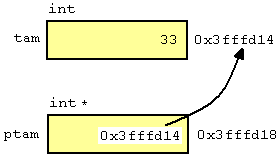 int
tam 33 0x3fffd14
int *
ptam 0x3fffd14 0x3fffd18